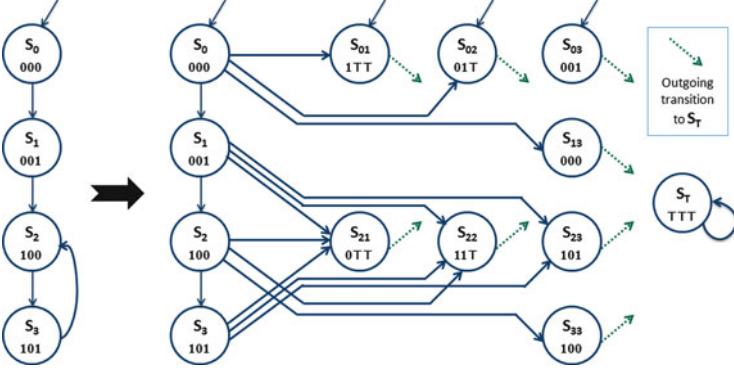 S0 S0 S01 S02 S03
000 000 1TT 01T 001
Outgoing
transition
to ST
S1 S1 S13
001 001 000
ST
TTT
S2 S2 S21 S22 S23
100 100 0TT 11T 101
S3 S3 S33
101 101 100